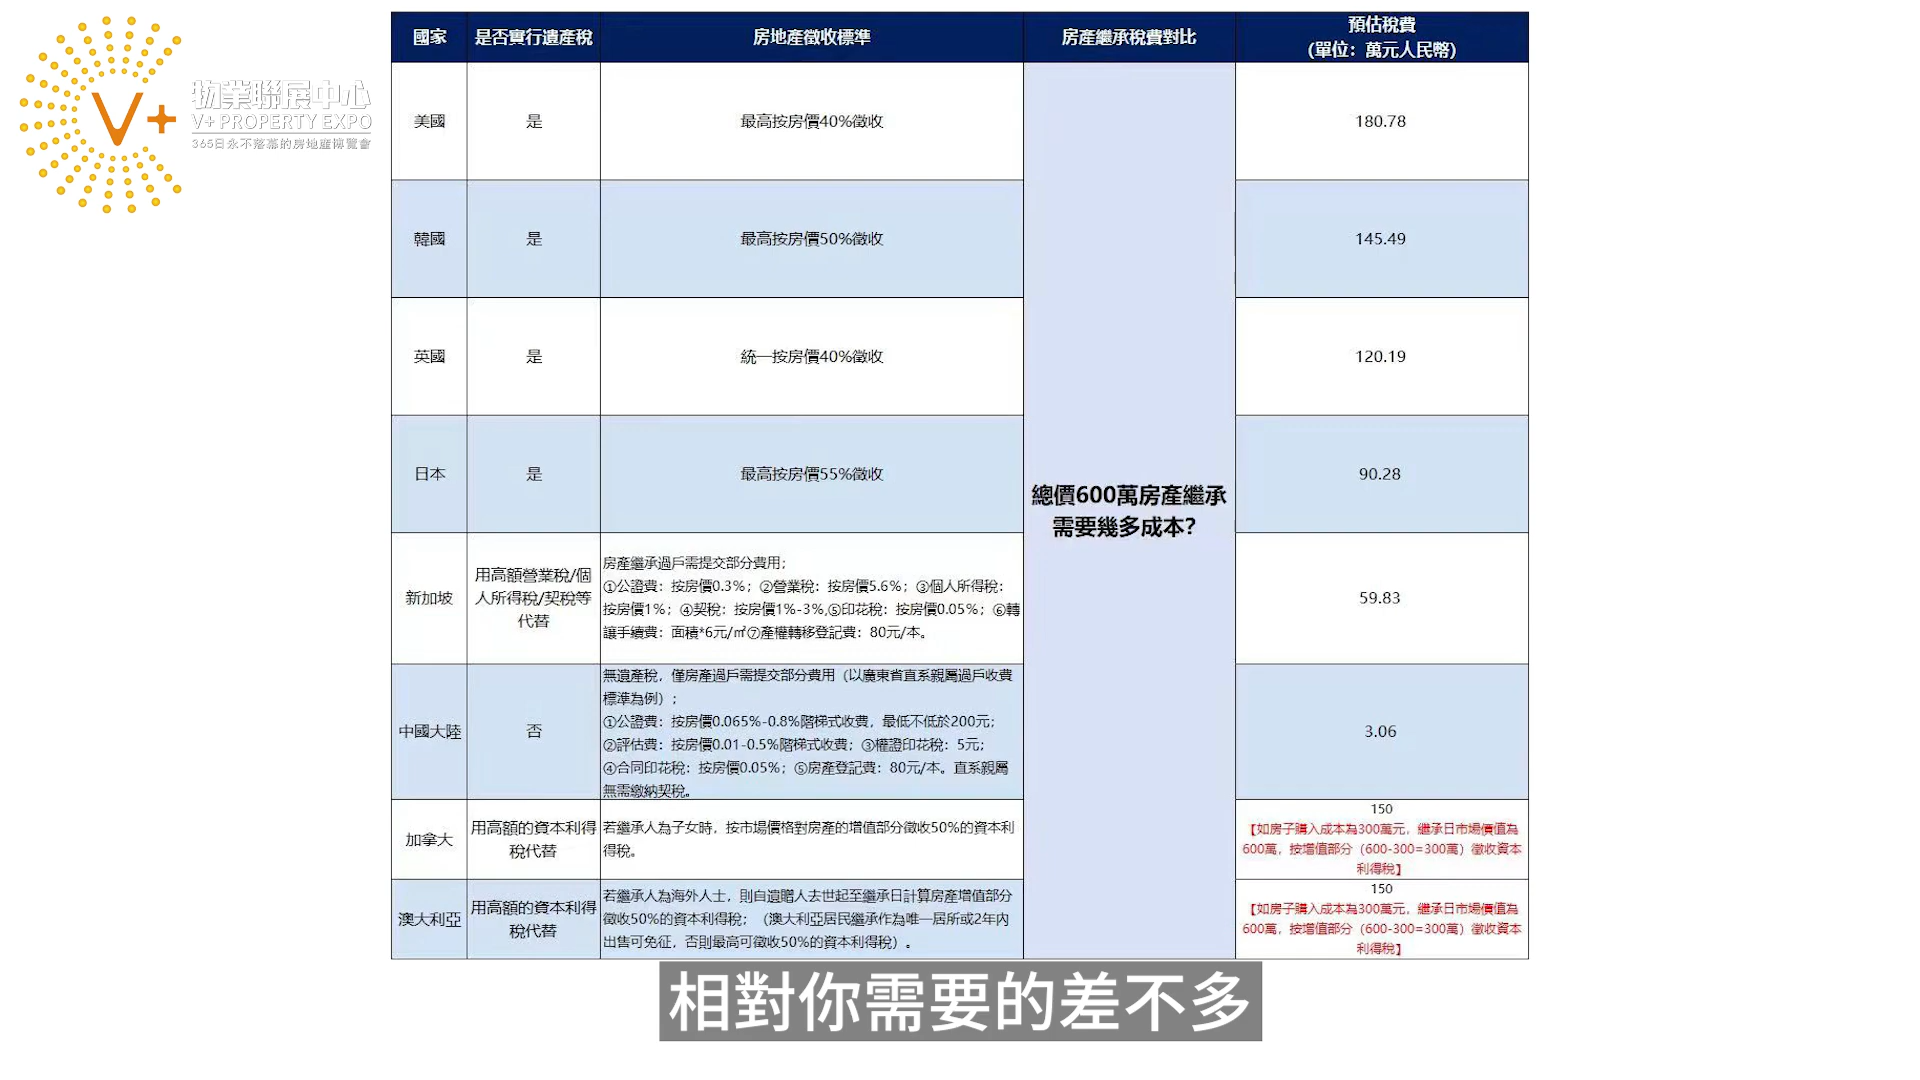 物業聯展中心
V+ PROPERTY EXPO
365日永不落幕的房地產博覽會
V+
國家
是否實行遺產稅
房地產徵收標準
房產繼承稅費對比
預估稅費
(單位：萬元人民幣)
美國
是
最高按房價40%徵收
180.78
韓國
是
最高按房價50%徵收
145.49
英國
是
統一按房價40%徵收
120.19
日本
是
最高按房價55%徵收
90.28
總價600萬房產繼承
需要幾多成本?
新加坡
用高額營業稅/個
人所得稅/契稅等
代替
房產繼承過戶需提交部分費用；
①公證費：按房價0.3%；②營業稅：按房價5.6%；③個人所得稅：
按房價1%；④契稅：按房價1%-3%,⑤印花稅：按房價0.05%；⑥轉
讓手續費：面積*6元/㎡⑦產權轉移登記費：80元/本。
59.83
中國大陸
否
無遺產稅，僅房產過戶需提交部分費用（以廣東省直系親屬過戶收費
標準為例）；
①公證費：按房價0.065%-0.8%階梯式收費，最低不低於200元；
②評估費：按房價0.01-0.5%階梯式收費；③權證印花稅：5元；
④合同印花稅：按房價0.05%；⑤房產登記費：80元/本。直系親屬
無需繳納契稅。
3.06
加拿大
用高額的資本利得
稅代替
若繼承人為子女時，按市場價格對房產的增值部分徵收50%的資本利
得稅。
150
【如房子購入成本為300萬元，繼承日市場價值為
600萬，按增值部分（600-300=300萬）徵收資本
利得稅】
澳大利亞
用高額的資本利得
稅代替
若繼承人為海外人士，則自遺贈人去世起至繼承日計算房產增值部分
徵收50%的資本利得稅；（澳大利亞居民繼承作為唯一居所或2年內
出售可免征，否則最高可徵收50%的資本利得稅）。
150
【如房子購入成本為300萬元，繼承日市場價值為
600萬，按增值部分（600-300=300萬）徵收資本
利得稅】
相對你需要的差不多